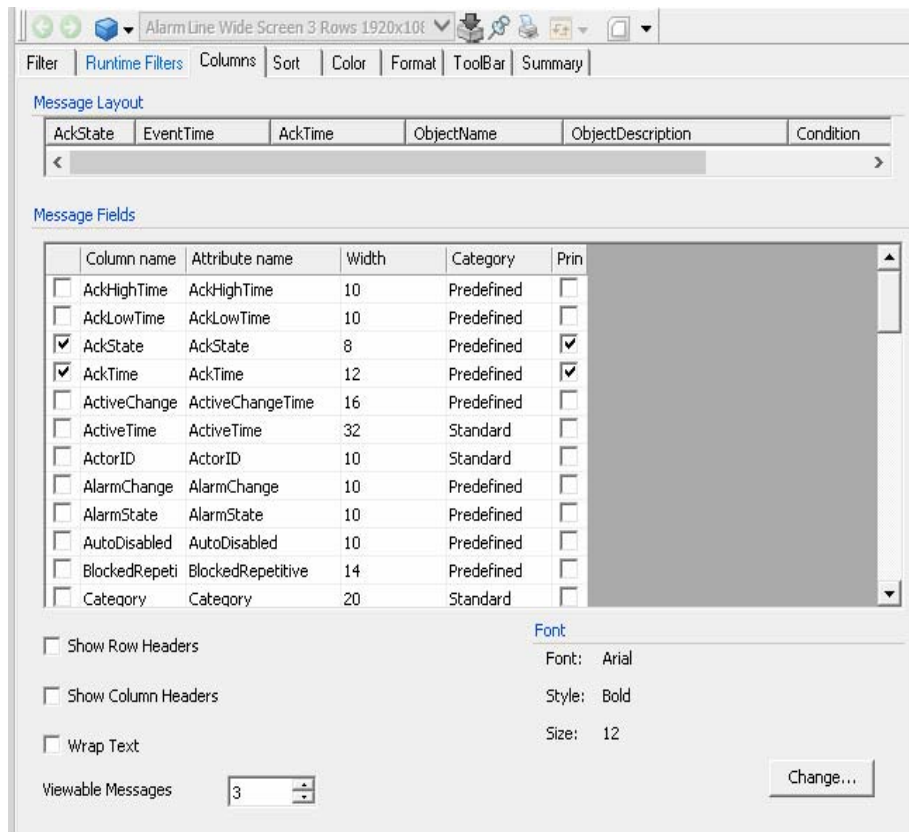 Alarm Line Wide Screen 3 Rows 1920x108
Filter Runtime Filters Columns Sort Color Format ToolBar Summary
Message Layout
AckState EventTime AckTime ObjectName ObjectDescription Condition
Message Fields
Column name Attribute name Width Category Prin
AckHighTime AckHighTime 10 Predefined
AckLowTime AckLowTime 10 Predefined
AckState AckState 8 Predefined
AckTime AckTime 12 Predefined
ActiveChange ActiveChangeTime 16 Predefined
ActiveTime ActiveTime 32 Standard
ActorID ActorID 10 Standard
AlarmChange AlarmChange 10 Predefined
AlarmState AlarmState 10 Predefined
AutoDisabled AutoDisabled 10 Predefined
BlockedRepeti BlockedRepetitive 14 Predefined
Category Category 20 Standard
Show Row Headers
Show Column Headers
Wrap Text
Viewable Messages 3
Font
Font: Arial
Style: Bold
Size: 12
Change...